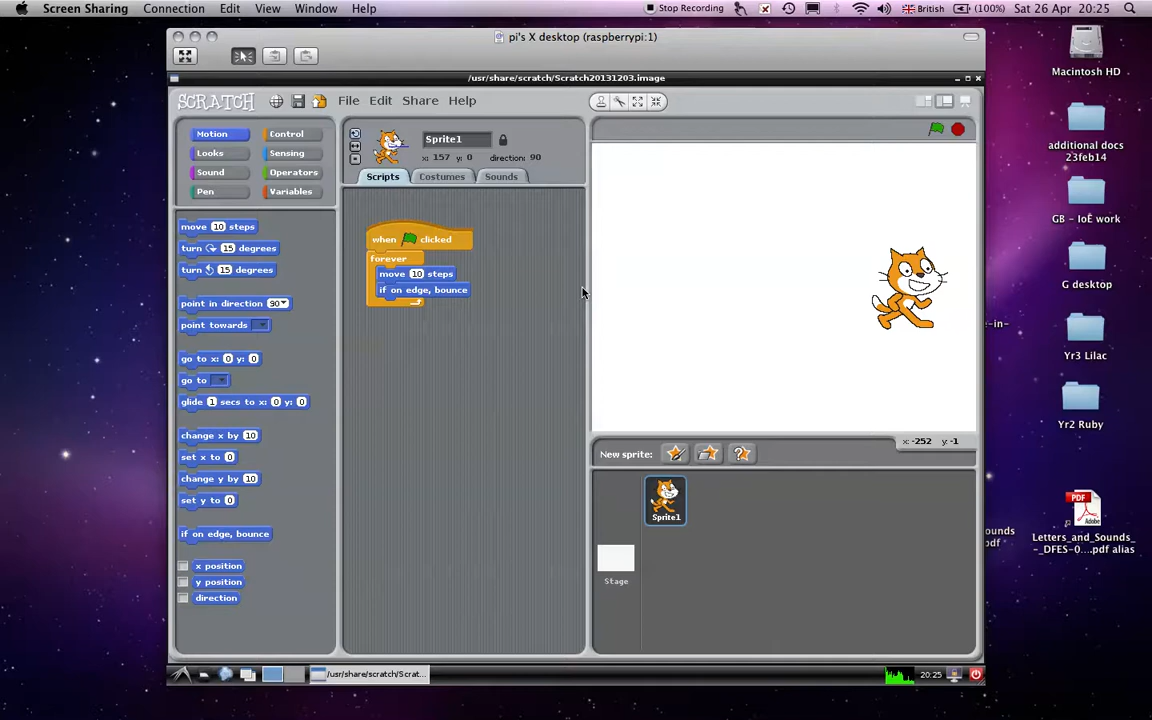 Screen Sharing Connection Edit View Window Help Stop Recording British (100%) Sat 26 Apr 20:25
pi's X desktop (raspberrypi:1)
/usr/share/scratch/Scratch20131203.image
SCRATCH File Edit Share Help
Motion Control
Looks Sensing
Sound Operators
Pen Variables
Sprite1
x: 157 y: 0 direction: 90
Scripts Costumes Sounds
move 10 steps
turn 15 degrees
turn 15 degrees
point in direction 90
point towards
go to x: 0 y: 0
go to
glide 1 secs to x: 0 y: 0
change x by 10
set x to 0
change y by 10
set y to 0
if on edge, bounce
x position
y position
direction
when clicked
forever
move 10 steps
if on edge, bounce
x: -252 y: -1
New sprite:
Sprite1
Stage
/usr/share/scratch/Scrat...
20:25
Macintosh HD
additional docs
23feb14
GB - IoE work
G desktop
-in-
Yr3 Lilac
Yr2 Ruby
PDF
Adobe
ounds
pdf
Letters_and_Sounds_
-_DFES-0...pdf alias